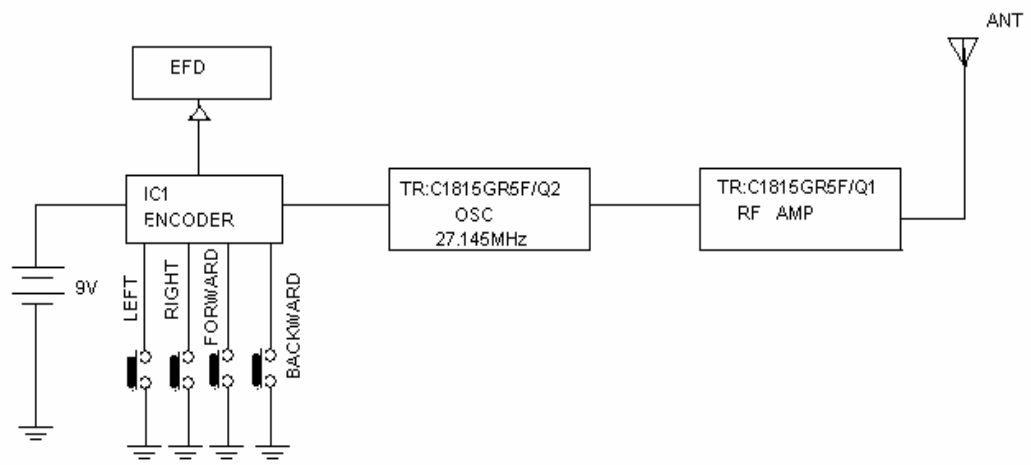 ANT
EFD
IC1
ENCODER
TR:C1815GR5F/Q2
OSC
27.145MHz
TR:C1815GR5F/Q1
RF AMP
9V
LEFT
RIGHT
FORWARD
BACKWARD